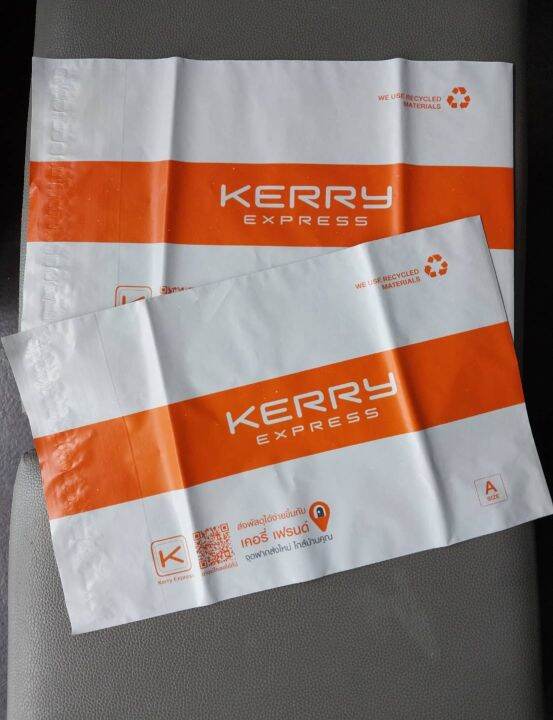 WE USE RECYCLED
MATERIALS
KERRY
EXPRESS
K
WE USE RECYCLED
MATERIALS
KERRY
EXPRESS
A
SIZE
ส่งพัสดุได้ง่ายขึ้นกับ
เคอรี่ เฟรนด์
จุดฝากส่งใหม่ ใกล้บ้านคุณ
K
Kerry Express